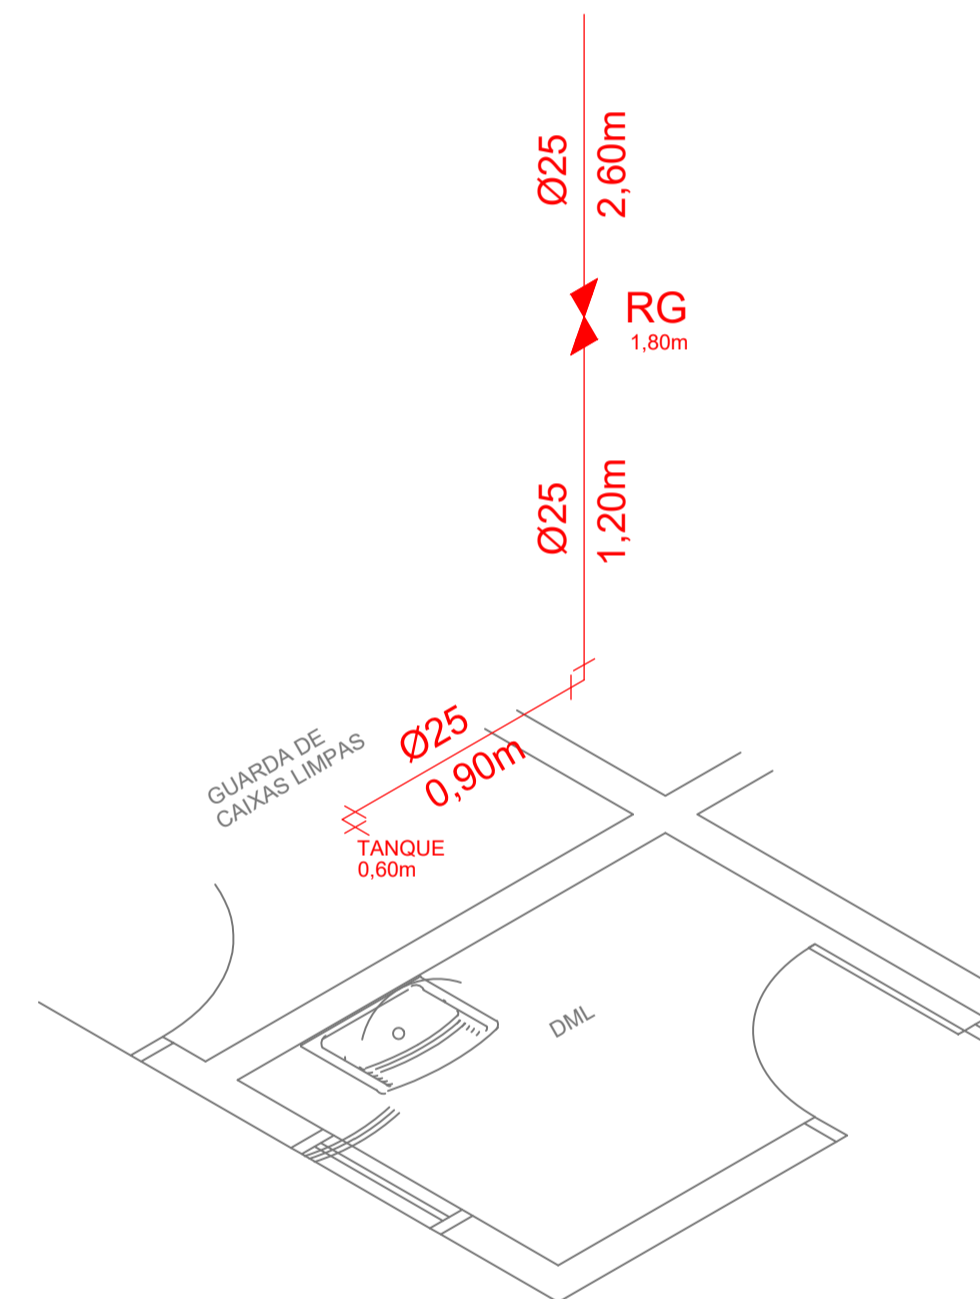 Ø25
2,60m
RG
1,80m
Ø25
1,20m
Ø25
0,90m
GUARDA DE
CAIXAS LIMPAS
TANQUE
0,60m
DML